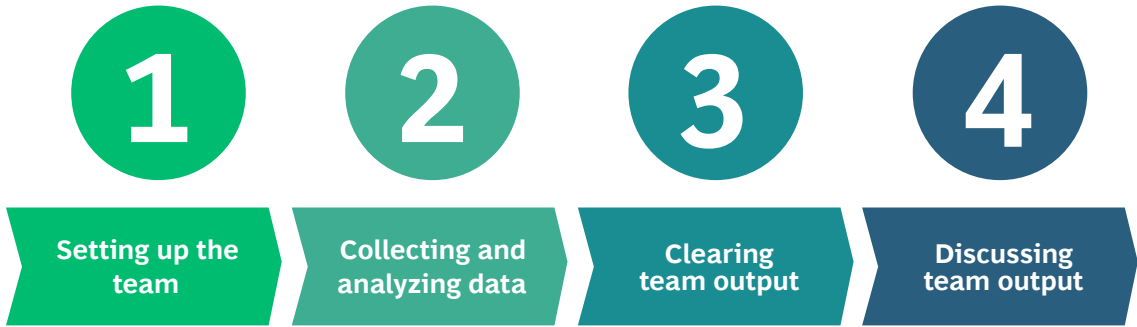 1
2
3
4
Setting up the
team
Collecting and
analyzing data
Clearing
team output
Discussing
team output